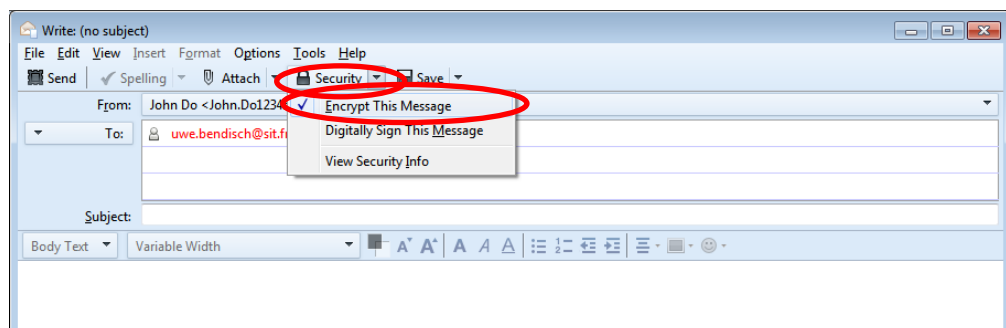 Write: (no subject)
File Edit View Insert Format Options Tools Help
Send Spelling Attach Security Save
From: John Do <John.Do1234
Encrypt This Message
To: uwe.bendisch@sit.fr
Digitally Sign This Message
View Security Info
Subject:
Body Text Variable Width